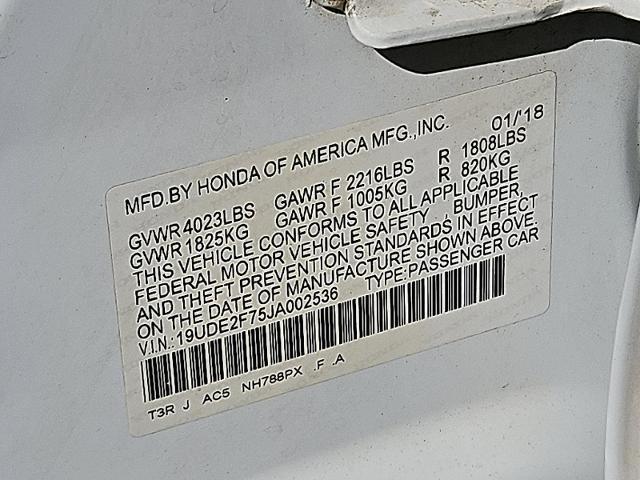 MFD.BY HONDA OF AMERICA MFG.,INC. 01/'18
GVWR 4023LBS GAWR F 2216LBS R 1808LBS
GVWR 1825KG GAWR F 1005KG R 820KG
THIS VEHICLE CONFORMS TO ALL APPLICABLE
FEDERAL MOTOR VEHICLE SAFETY , BUMPER,
AND THEFT PREVENTION STANDARDS IN EFFECT
ON THE DATE OF MANUFACTURE SHOWN ABOVE.
V.I.N.:19UDE2F75JA002536 TYPE:PASSENGER CAR
T3R J AC5 NH788PX .F .A